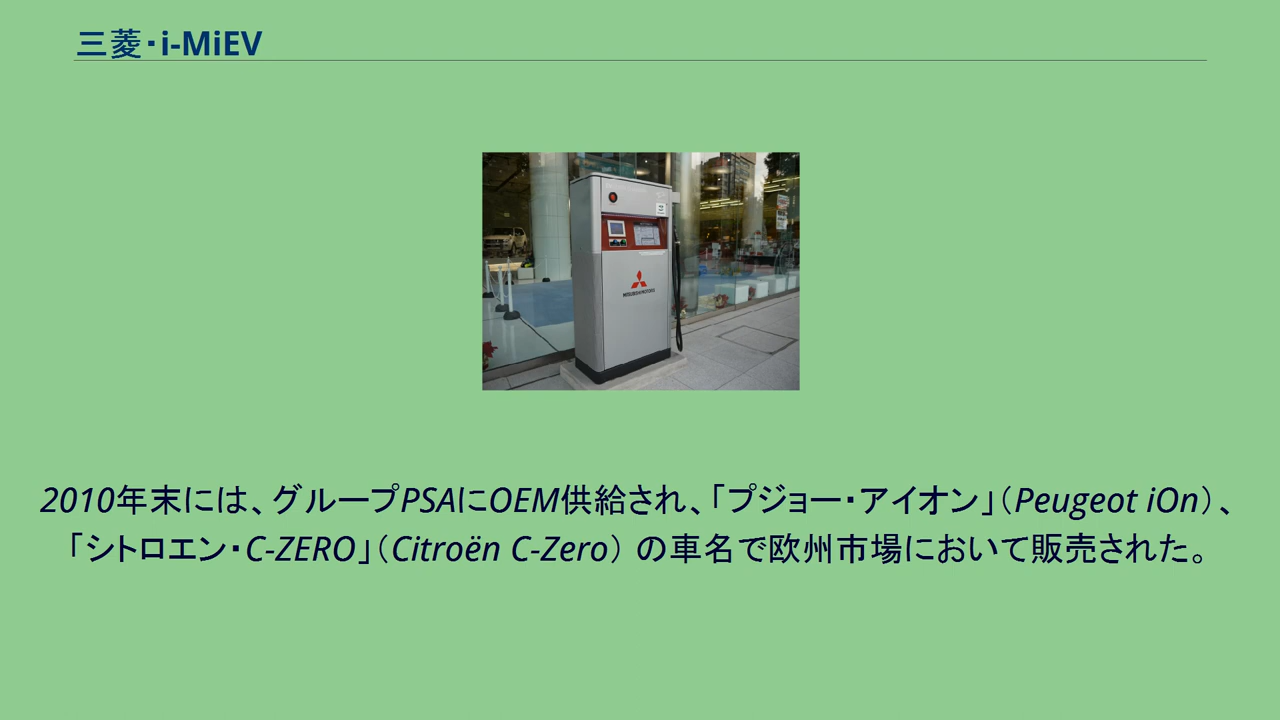 三菱・i-MiEV
MITSUBISHI MOTORS
2010年末には、グループPSAにOEM供給され、「プジョー・アイオン」（Peugeot iOn）、
「シトロエン・C-ZERO」（Citroën C-Zero） の車名で欧州市場において販売された。